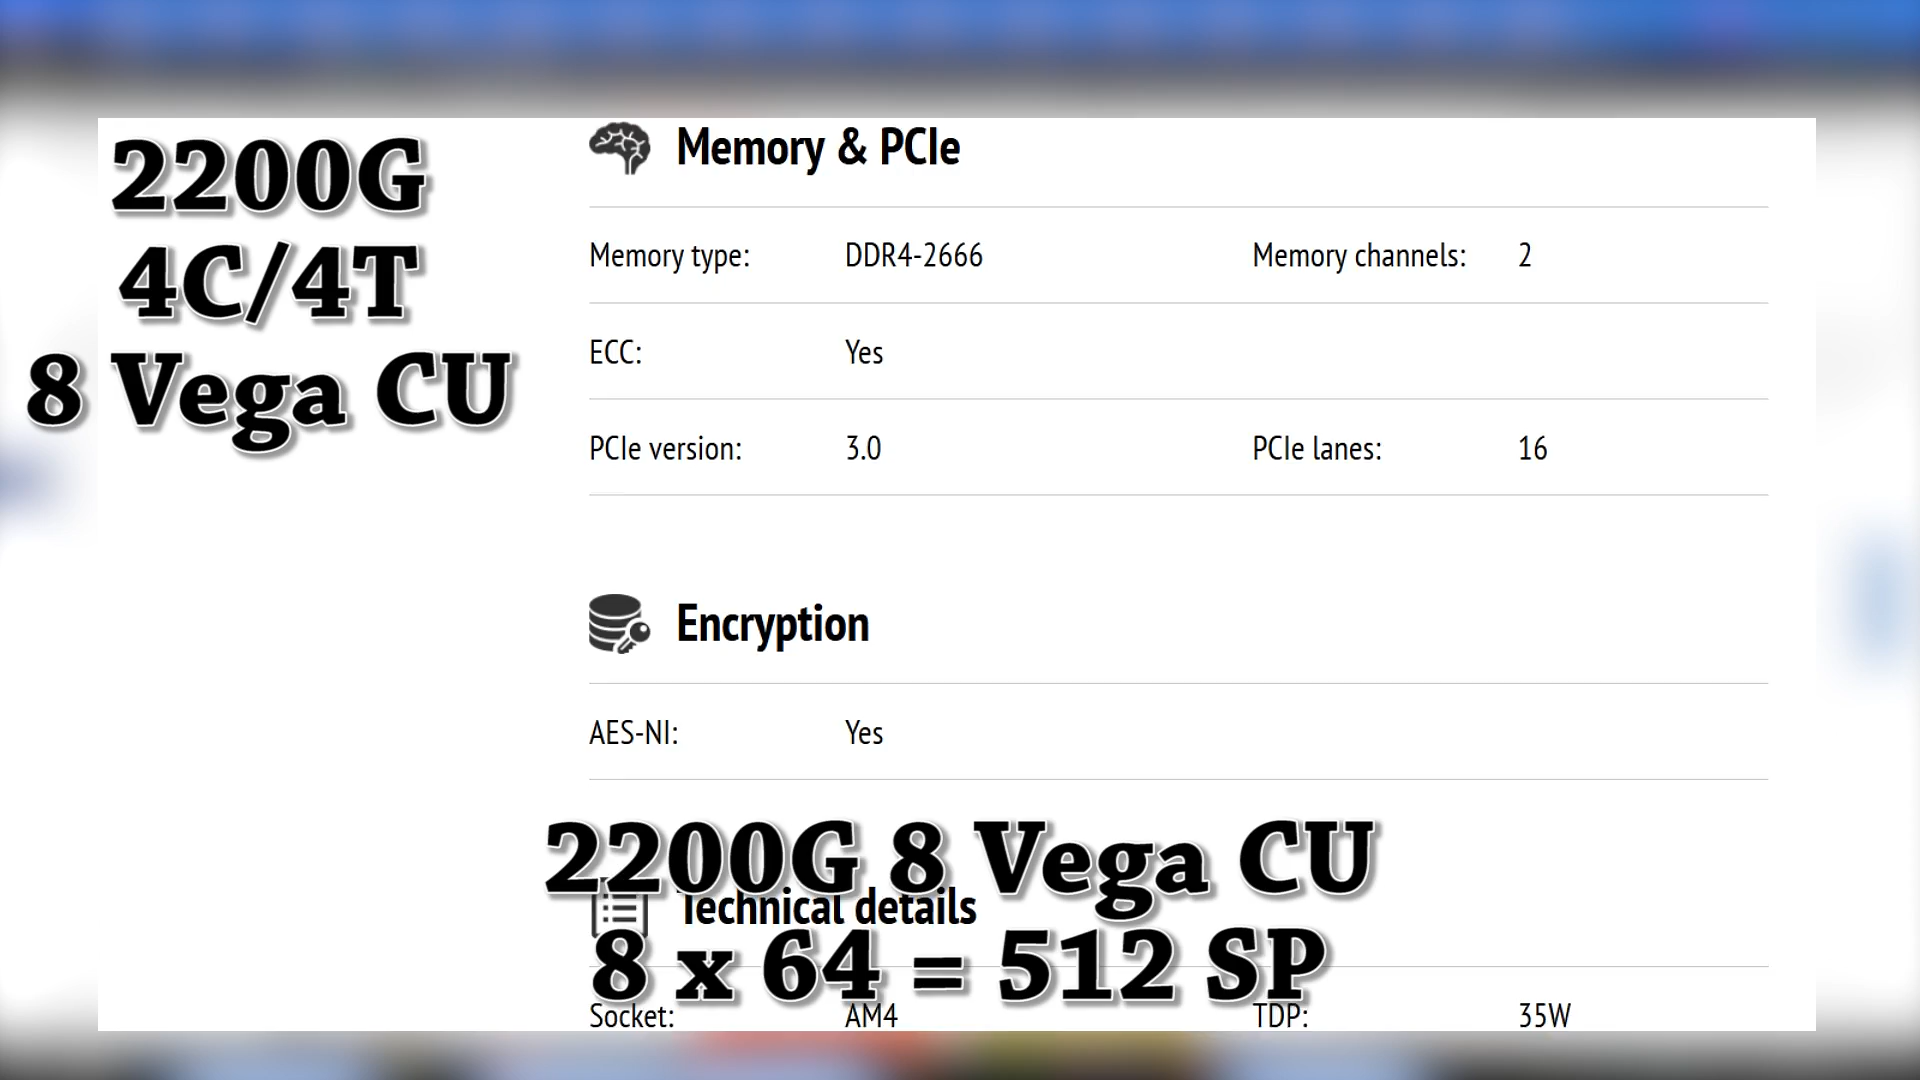 2200G
4C/4T
8 Vega CU
Memory & PCIe
Memory type: DDR4-2666 Memory channels: 2
ECC: Yes
PCIe version: 3.0 PCIe lanes: 16
Encryption
AES-NI: Yes
2200G 8 Vega CU
Technical details
8 x 64 = 512 SP
Socket: AM4 TDP: 35W